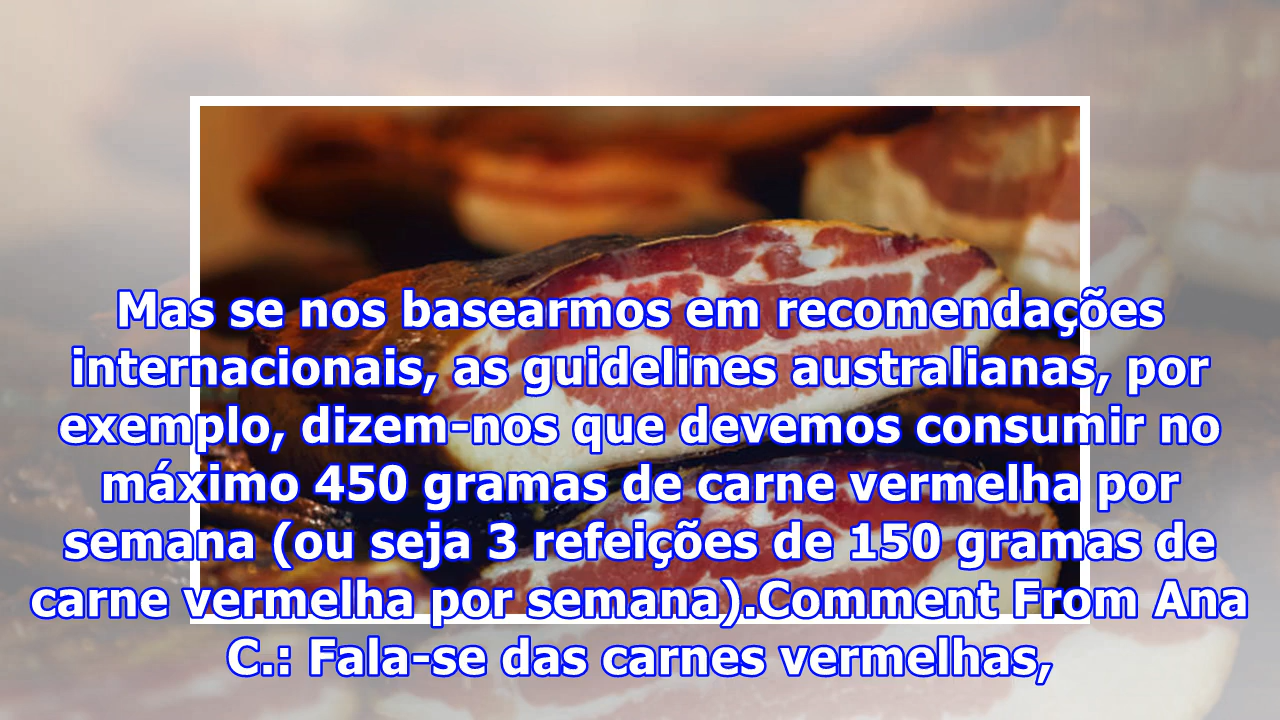 Mas se nos basearmos em recomendações
internacionais, as guidelines australianas, por
exemplo, dizem-nos que devemos consumir no
máximo 450 gramas de carne vermelha por
semana (ou seja 3 refeições de 150 gramas de
carne vermelha por semana).Comment From Ana
C.: Fala-se das carnes vermelhas,